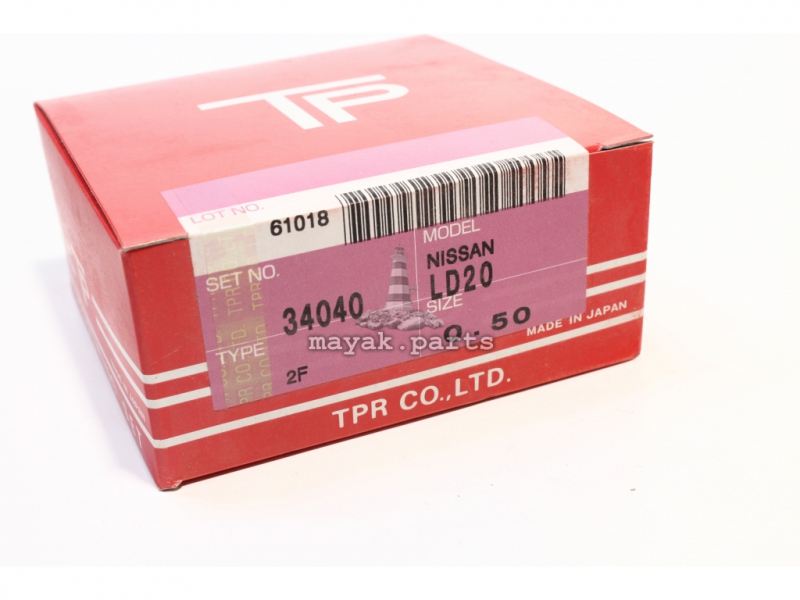 TP
LOT NO. 61018
SET NO. 34040
MODEL NISSAN
LD20
TYPE 2F
SIZE 0.50
mayak.parts
MADE IN JAPAN
TPR CO.,LTD.